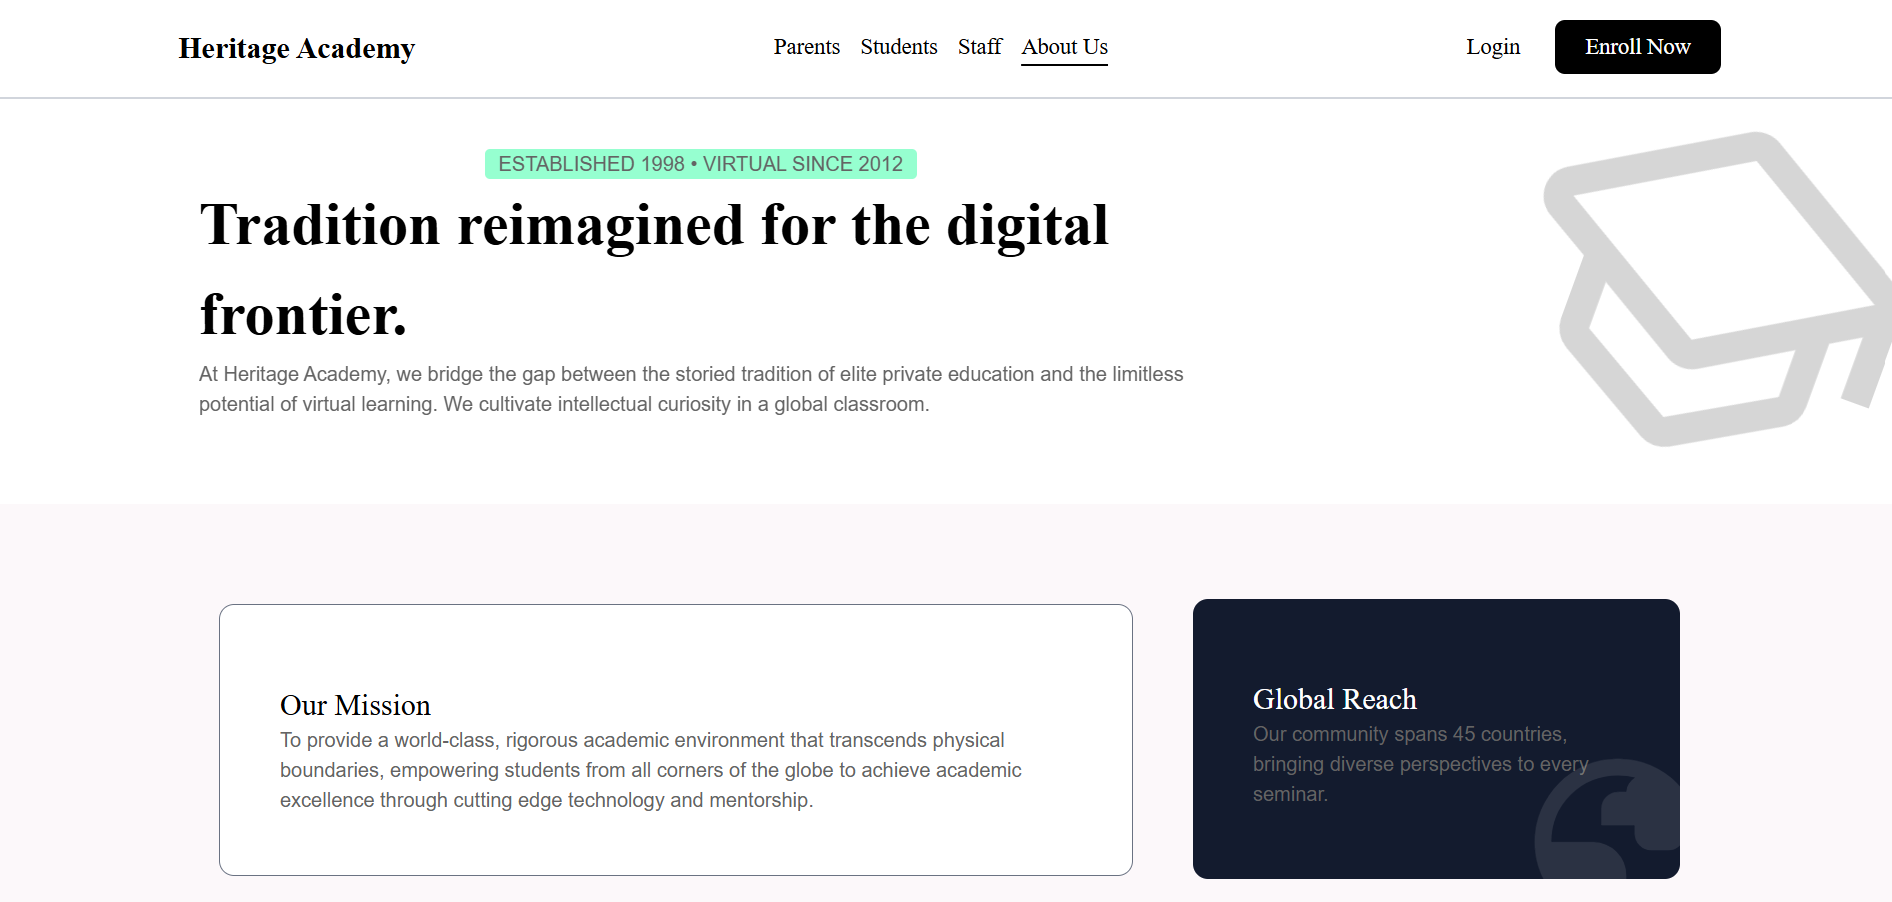 Heritage Academy
Parents Students Staff About Us
Login
Enroll Now
ESTABLISHED 1998 • VIRTUAL SINCE 2012
Tradition reimagined for the digital
frontier.
At Heritage Academy, we bridge the gap between the storied tradition of elite private education and the limitless
potential of virtual learning. We cultivate intellectual curiosity in a global classroom.
Our Mission
To provide a world-class, rigorous academic environment that transcends physical
boundaries, empowering students from all corners of the globe to achieve academic
excellence through cutting edge technology and mentorship.
Global Reach
Our community spans 45 countries,
bringing diverse perspectives to every
seminar.